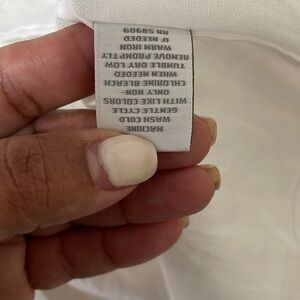 MACHINE
WASH COLD
GENTLE CYCLE
WITH LIKE COLORS
ONLY NON-
CHLORINE BLEACH
WHEN NEEDED
TUMBLE DRY LOW
REMOVE PROMPTLY
WARM IRON
IF NEEDED
RN 58909